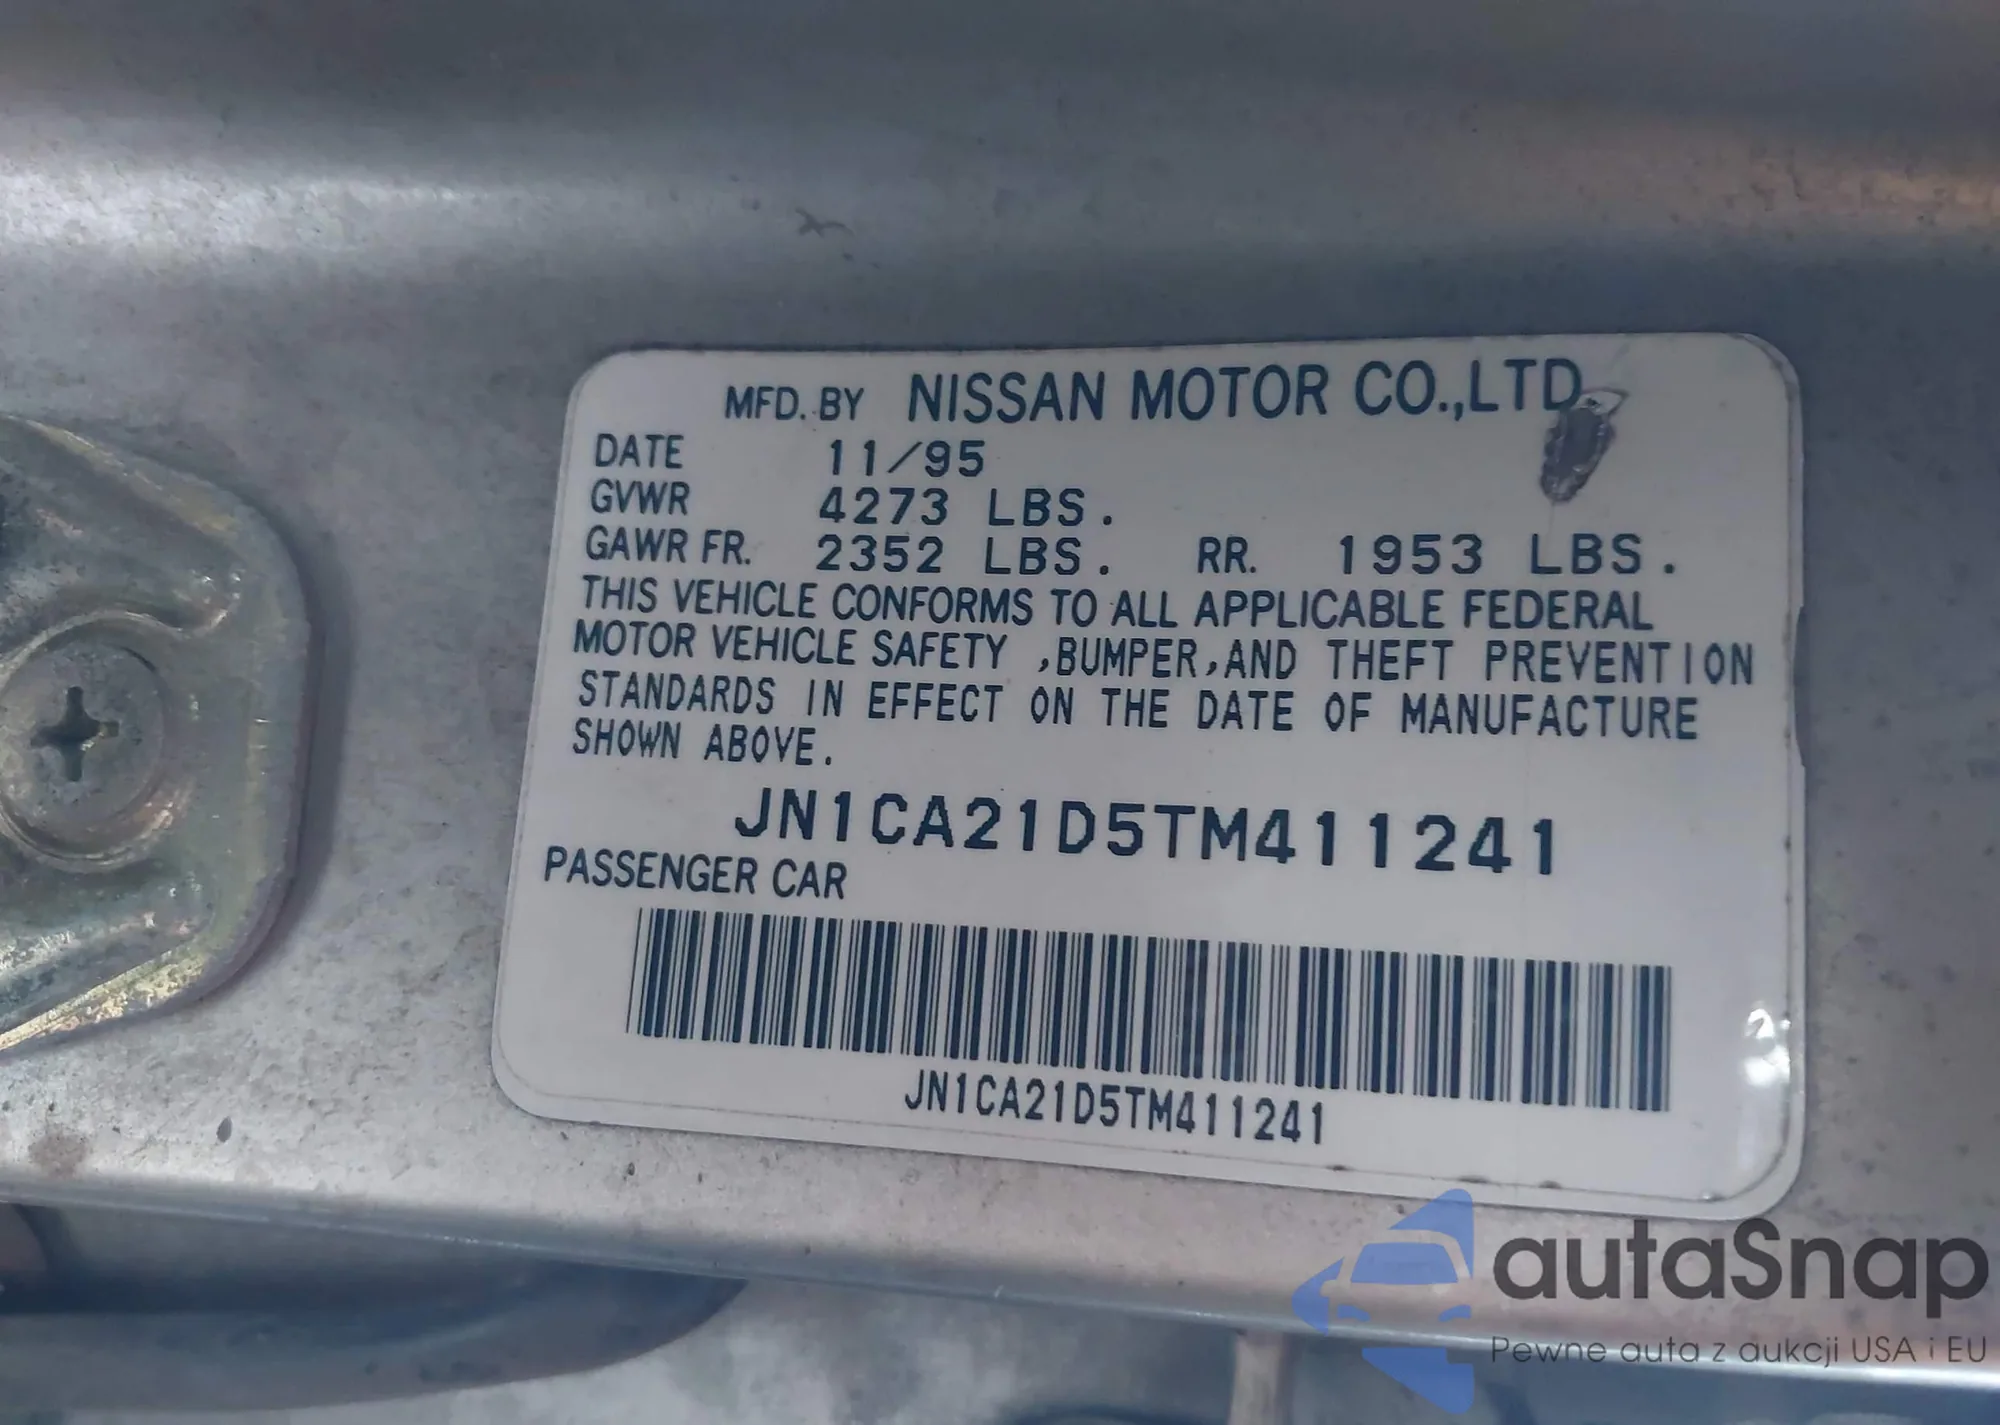 MFD. BY NISSAN MOTOR CO.,LTD.
DATE 11/95
GVWR 4273 LBS.
GAWR FR. 2352 LBS. RR. 1953 LBS.
THIS VEHICLE CONFORMS TO ALL APPLICABLE FEDERAL
MOTOR VEHICLE SAFETY ,BUMPER,AND THEFT PREVENTION
STANDARDS IN EFFECT ON THE DATE OF MANUFACTURE
SHOWN ABOVE.
JN1CA21D5TM411241
PASSENGER CAR
JN1CA21D5TM411241
autaSnap
Pewne auta z aukcji USA i EU